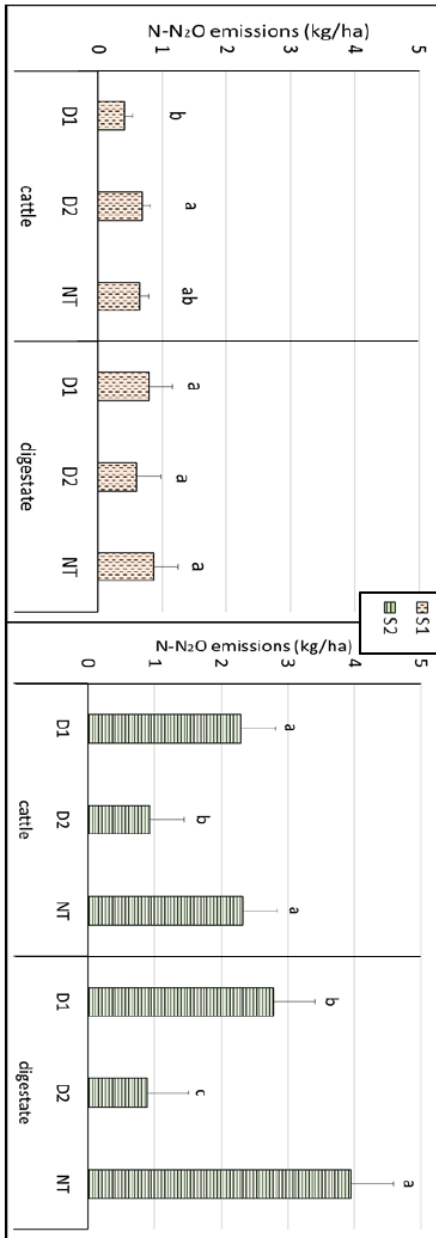 N-N₂O emissions (kg/ha)
5
4
3
2
1
0
b
a
ab
a
a
a
D1
D2
NT
D1
D2
NT
cattle
digestate
S1
S2
N-N₂O emissions (kg/ha)
5
4
3
2
1
0
a
b
a
b
c
a
D1
D2
NT
D1
D2
NT
cattle
digestate